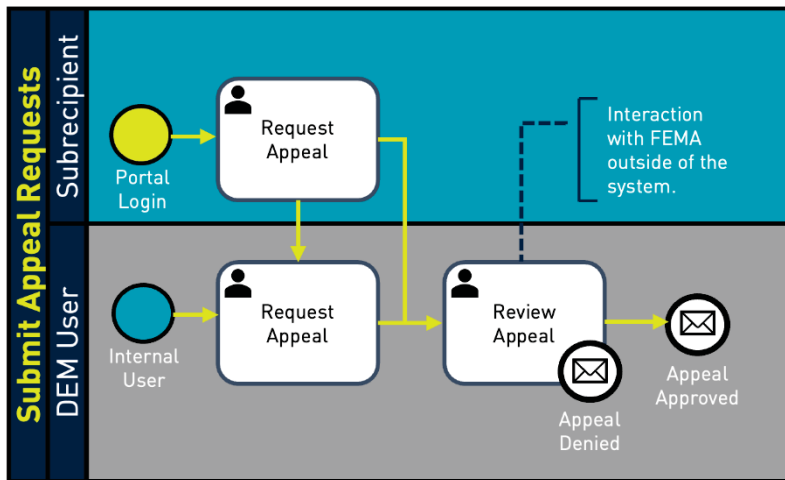 Submit Appeal Requests
Subrecipient
Portal
Login
Request
Appeal
Interaction
with FEMA
outside of the
system.
DEM User
Internal
User
Request
Appeal
Review
Appeal
Appeal
Denied
Appeal
Approved